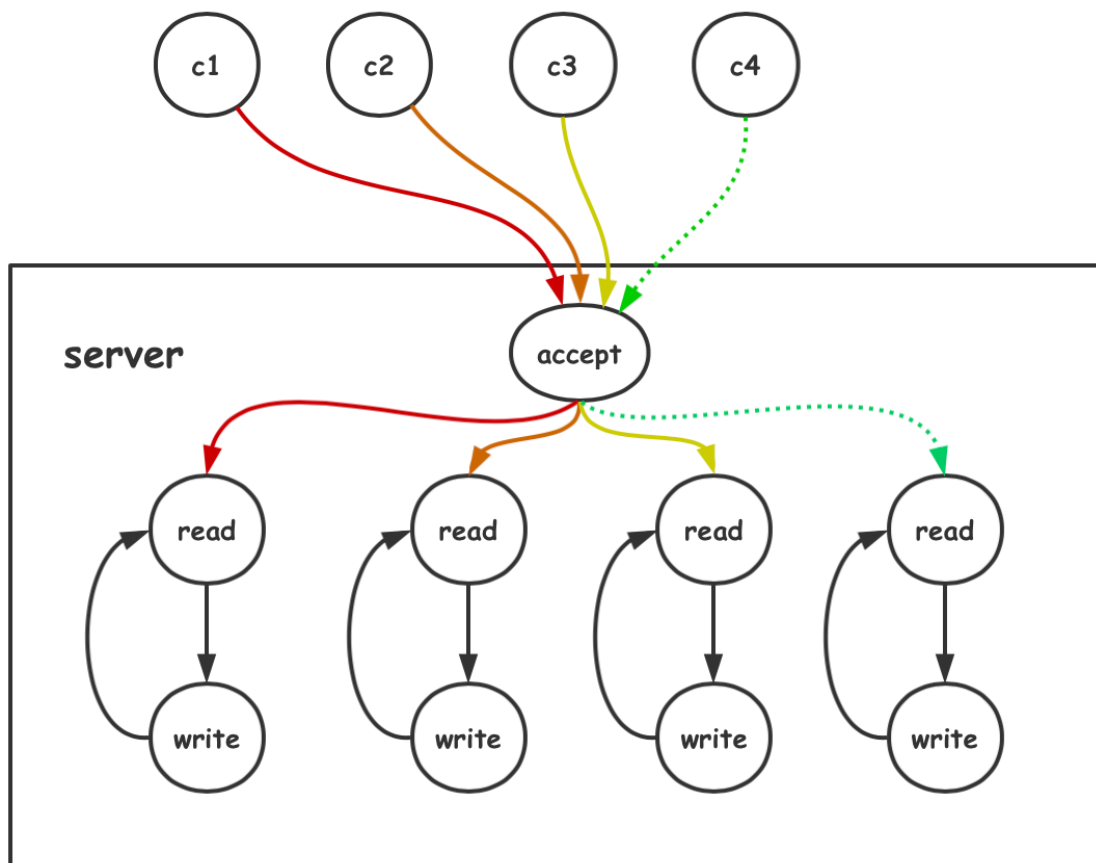 c1
c2
c3
c4
server
accept
read
read
read
read
write
write
write
write